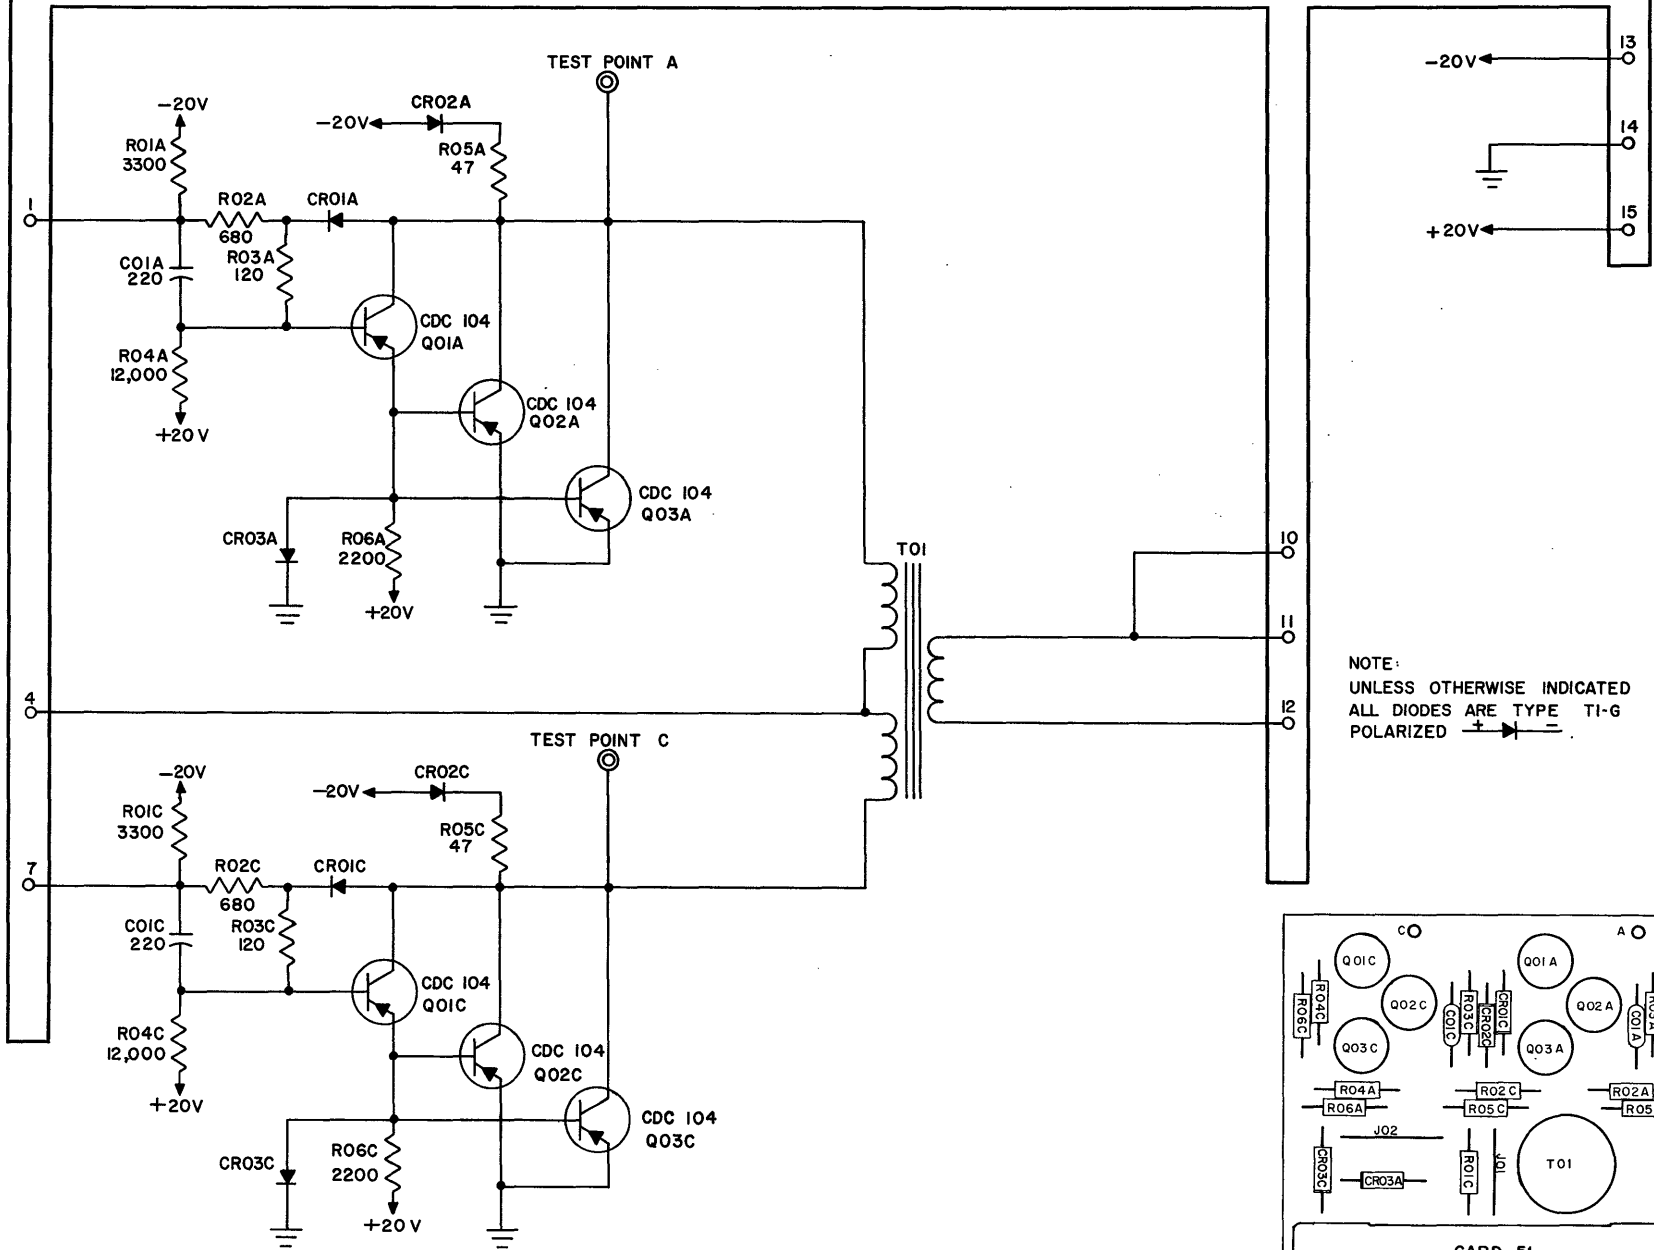 TEST POINT A
-20V
CR02A
-20V
R01A
3300
R05A
47
1
R02A
CR01A
680
C01A
220
R03A
120
CDC 104
Q01A
R04A
12,000
+20V
CDC 104
Q02A
CDC 104
Q03A
CR03A
R06A
2200
+20V
T01
4
TEST POINT C
-20V
CR02C
-20V
R01C
3300
R05C
47
7
R02C
CR01C
680
C01C
220
R03C
120
CDC 104
Q01C
R04C
12,000
+20V
CDC 104
Q02C
CDC 104
Q03C
CR03C
R06C
2200
+20V
10
11
12
13
-20V
14
15
+20V
NOTE:
UNLESS OTHERWISE INDICATED
ALL DIODES ARE TYPE TI-G
POLARIZED + -
C
A
Q01C
Q01A
Q02C
Q02A
Q03C
Q03A
R06C
R04C
C01C
R03C
CR02C
CR01C
C01A
R03A
R04A
R02C
R02A
R06A
R05C
R05
J02
CR03C
CR03A
R01C
J01
T01
CARD 51